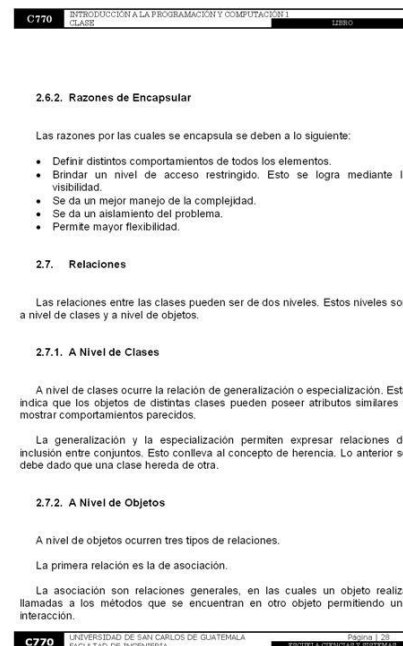 C770
INTRODUCCIÓN A LA PROGRAMACIÓN Y COMPUTACIÓN 1
CLASE
LIBRO
2.6.2. Razones de Encapsular
Las razones por las cuales se encapsula se deben a lo siguiente:
• Definir distintos comportamientos de todos los elementos.
• Brindar un nivel de acceso restringido. Esto se logra mediante l
visibilidad.
• Se da un mejor manejo de la complejidad.
• Se da un aislamiento del problema.
• Permite mayor flexibilidad.
2.7. Relaciones
Las relaciones entre las clases pueden ser de dos niveles. Estos niveles so
a nivel de clases y a nivel de objetos.
2.7.1. A Nivel de Clases
A nivel de clases ocurre la relación de generalización o especialización. Est
indica que los objetos de distintas clases pueden poseer atributos similares
mostrar comportamientos parecidos.
La generalización y la especialización permiten expresar relaciones d
inclusión entre conjuntos. Esto conlleva al concepto de herencia. Lo anterior s
debe dado que una clase hereda de otra.
2.7.2. A Nivel de Objetos
A nivel de objetos ocurren tres tipos de relaciones.
La primera relación es la de asociación.
La asociación son relaciones generales, en las cuales un objeto realiz
llamadas a los métodos que se encuentran en otro objeto permitiendo un
interacción.
C770
UNIVERSIDAD DE SAN CARLOS DE GUATEMALA
Página | 28
FACULTAD DE INGENIERÍA
ESCUELA CIENCIAS Y SISTEMAS